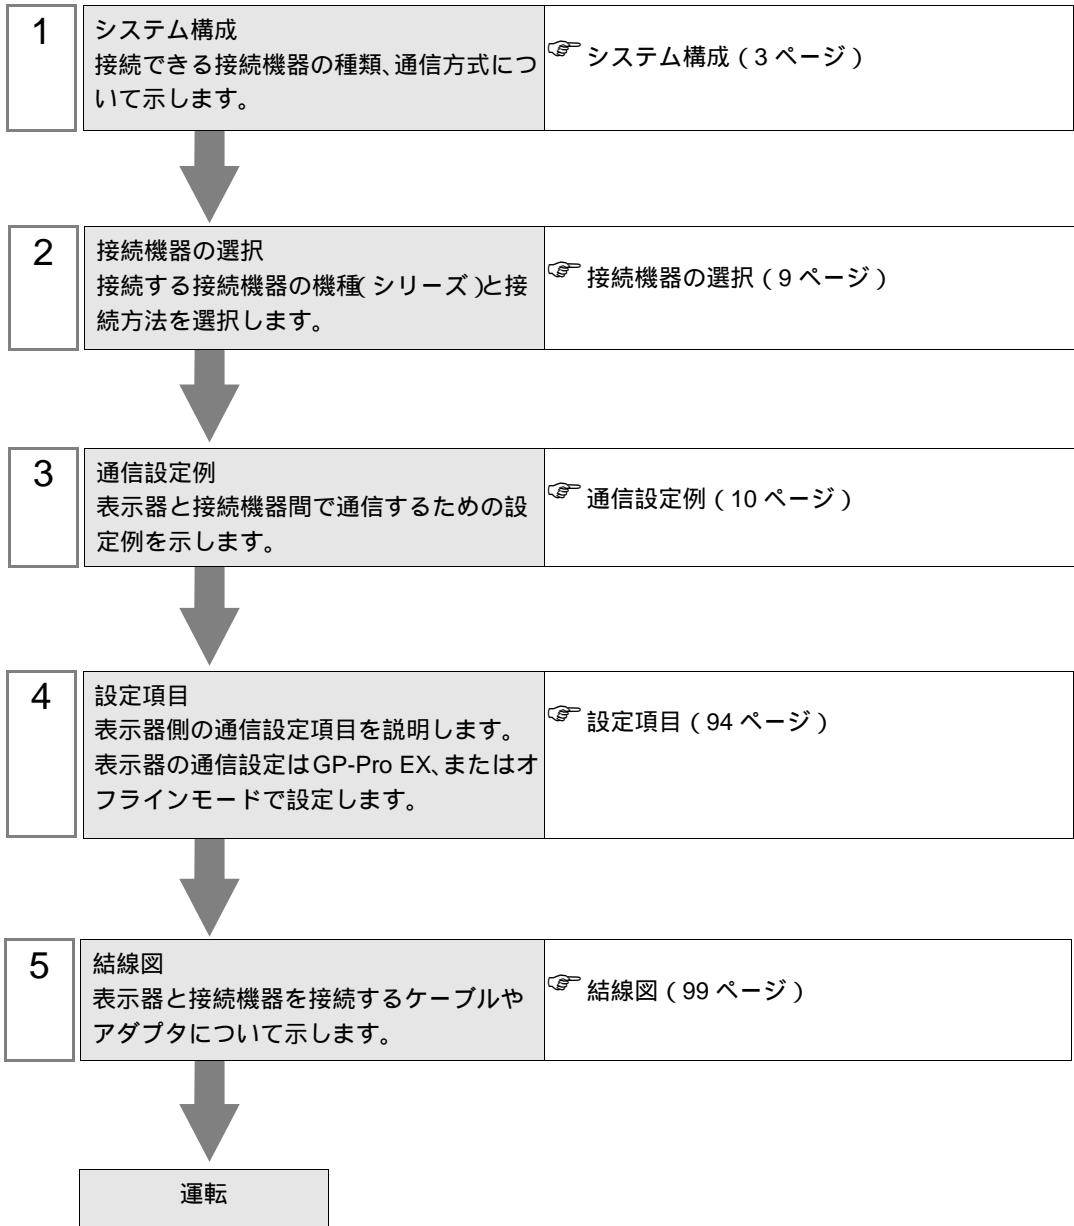 1
システム構成
接続できる接続機器の種類、通信方式につ
いて示します。
☞ システム構成 ( 3 ページ )
2
接続機器の選択
接続する接続機器の機種( シリーズ )と接
続方法を選択します。
☞ 接続機器の選択 ( 9 ページ )
3
通信設定例
表示器と接続機器間で通信するための設
定例を示します。
☞ 通信設定例 ( 10 ページ )
4
設定項目
表示器側の通信設定項目を説明します。
表示器の通信設定はGP-Pro EX、またはオ
フラインモードで設定します。
☞ 設定項目 ( 94 ページ )
5
結線図
表示器と接続機器を接続するケーブルや
アダプタについて示します。
☞ 結線図 ( 99 ページ )
運転